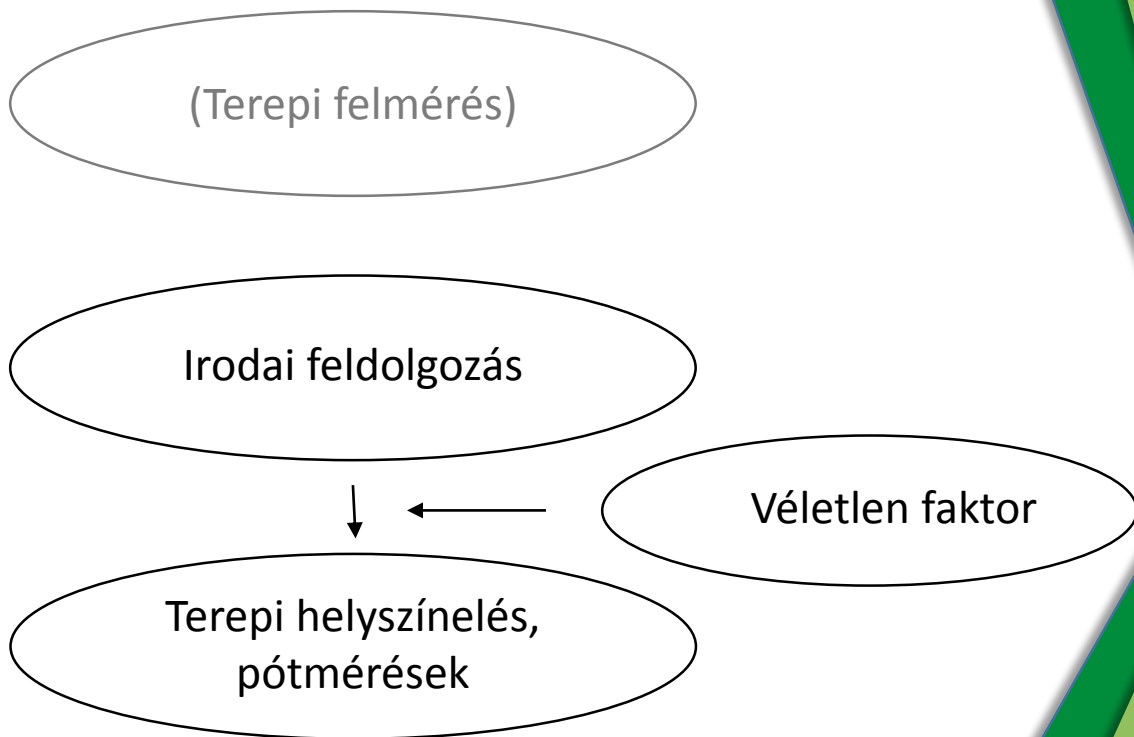 (Terepi felmérés)
Irodai feldolgozás
Véletlen faktor
Terepi helyszínelés,
pótmérések